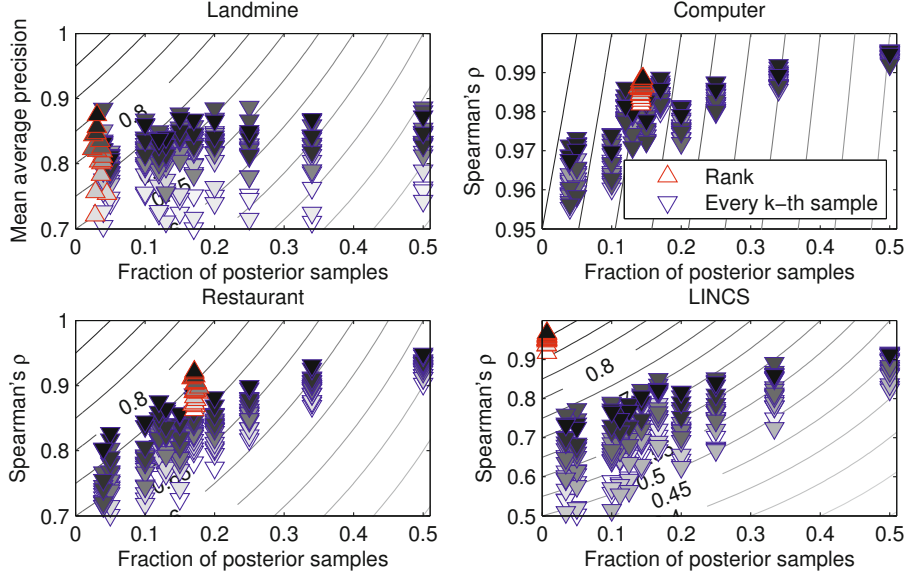 Landmine
Mean average precision
1
0.9
0.8
0.7
0.8
0 0.1 0.2 0.3 0.4 0.5
Fraction of posterior samples
Computer
Spearman's ρ
0.99
0.98
0.97
0.96
0.95
Rank
Every k−th sample
0 0.1 0.2 0.3 0.4 0.5
Fraction of posterior samples
Restaurant
Spearman's ρ
1
0.9
0.8
0.7
0.8
0 0.1 0.2 0.3 0.4 0.5
Fraction of posterior samples
LINCS
Spearman's ρ
0.9
0.8
0.7
0.6
0.5
0.8
0.5
0.45
0 0.1 0.2 0.3 0.4 0.5
Fraction of posterior samples